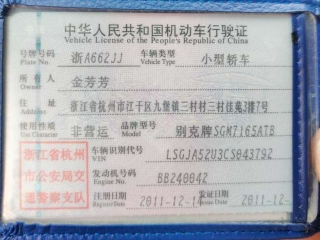 中华人民共和国机动车行驶证
Vehicle License of the People's Republic of China
号牌号码 浙A662JJ 车辆类型 小型轿车
Plate No. Vehicle Type
所有人 金芳芳
Owner
住址 浙江省杭州市江干区九堡镇三村村三村佳苑3幢7号
Address
使用性质 非营运 品牌型号 别克牌SGM7165ATB
Use Character Model
浙江省杭州市公安局交通警察支队
车辆识别代号 LSGJA52U3CS043792
VIN
发动机号码 BB240042
Engine No.
注册日期 2011-12-14 发证日期 2011-12-
Register Date Issue Date